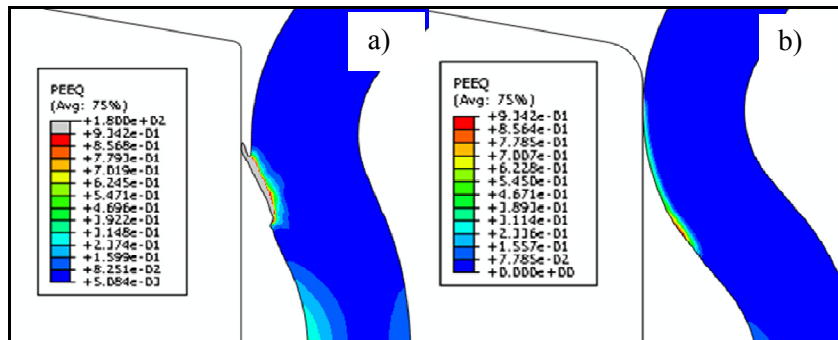 a)
PEEQ
(Avg: 75%)
+1.800e+02
+9.342e-01
+8.568e-01
+7.793e-01
+7.019e-01
+6.245e-01
+5.471e-01
+4.696e-01
+3.922e-01
+3.148e-01
+2.374e-01
+1.599e-01
+8.251e-02
+5.084e-03
b)
PEEQ
(Avg: 75%)
+9.342e-01
+8.564e-01
+7.785e-01
+7.007e-01
+6.228e-01
+5.450e-01
+4.671e-01
+3.893e-01
+3.114e-01
+2.336e-01
+1.557e-01
+7.785e-02
+0.000e+00